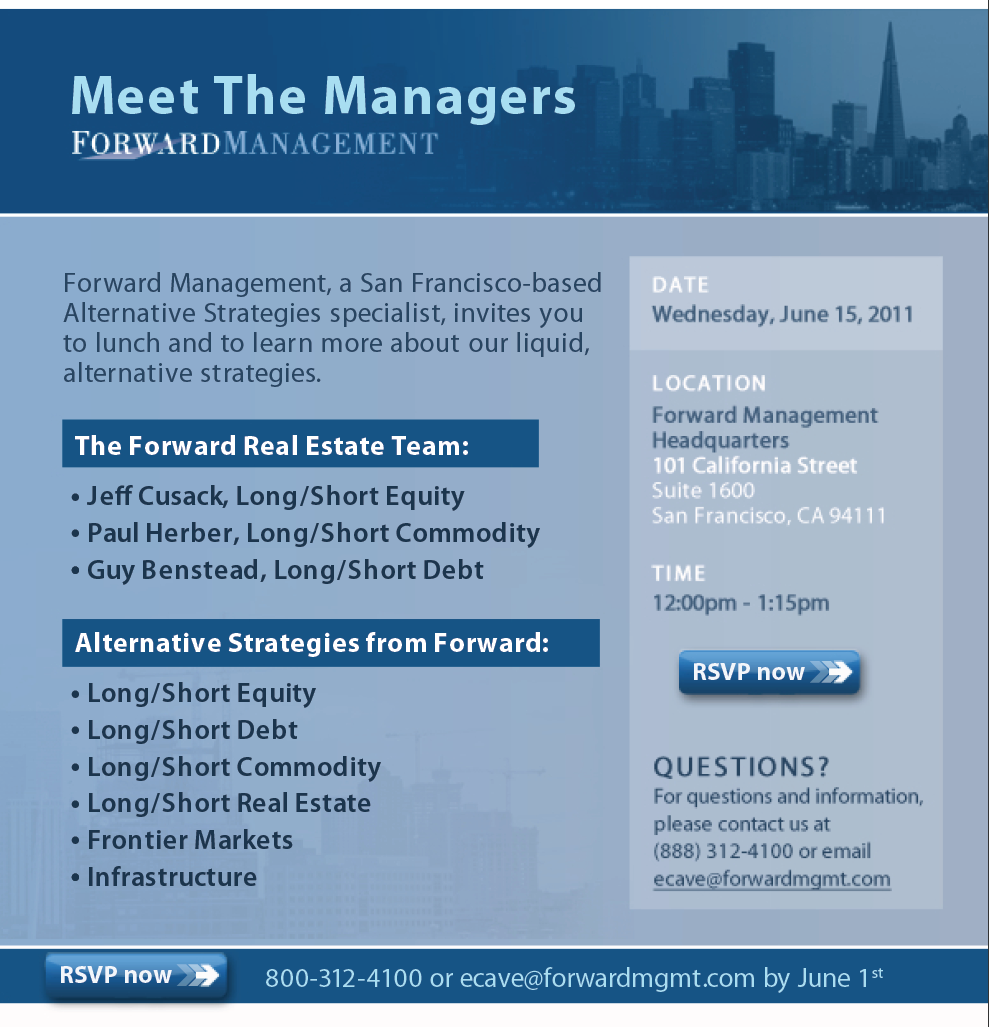 Meet The Managers
FORWARDMANAGEMENT
Forward Management, a San Francisco-based
Alternative Strategies specialist, invites you
to lunch and to learn more about our liquid,
alternative strategies.
The Forward Real Estate Team:
• Jeff Cusack, Long/Short Equity
• Paul Herber, Long/Short Commodity
• Guy Benstead, Long/Short Debt
Alternative Strategies from Forward:
• Long/Short Equity
• Long/Short Debt
• Long/Short Commodity
• Long/Short Real Estate
• Frontier Markets
• Infrastructure
DATE
Wednesday, June 15, 2011
LOCATION
Forward Management
Headquarters
101 California Street
Suite 1600
San Francisco, CA 94111
TIME
12:00pm - 1:15pm
RSVP now
QUESTIONS?
For questions and information,
please contact us at
(888) 312-4100 or email
ecave@forwardmgmt.com
RSVP now
800-312-4100 or ecave@forwardmgmt.com by June 1st